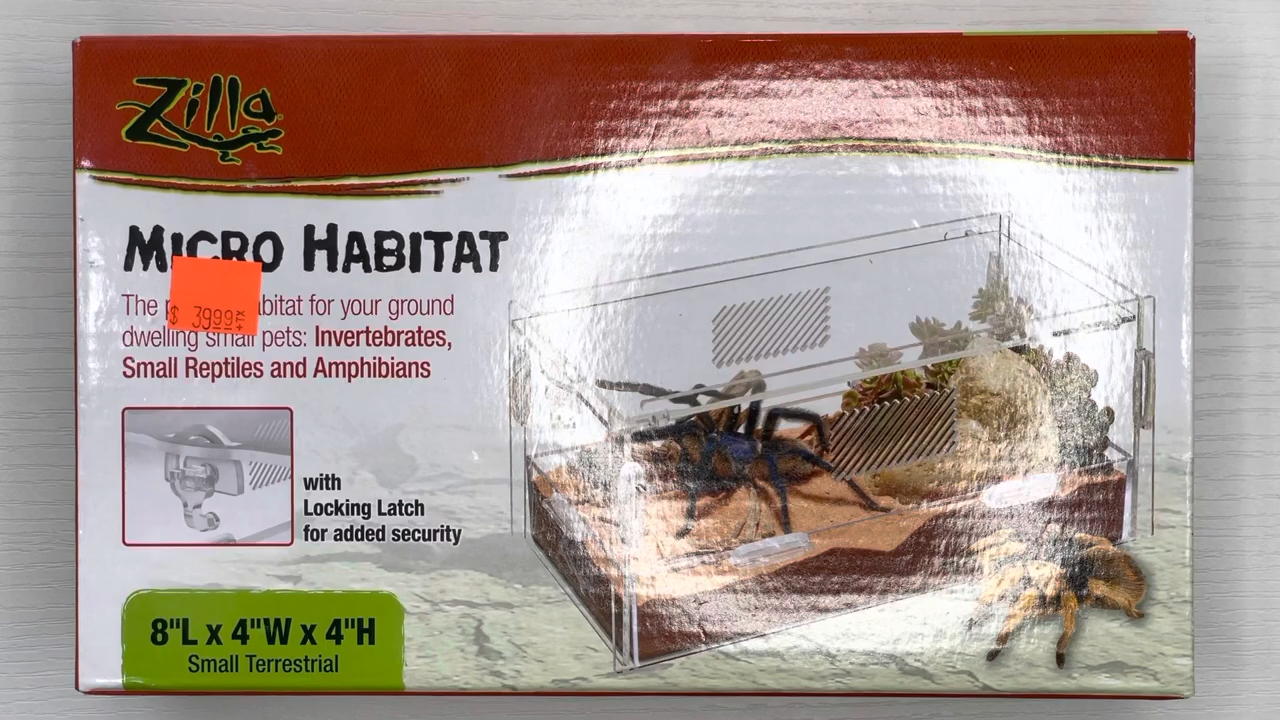 Zilla
MICRO HABITAT
$ 39.99 +TX
The p abitat for your ground
dwelling small pets: Invertebrates,
Small Reptiles and Amphibians
with
Locking Latch
for added security
8"L x 4"W x 4"H
Small Terrestrial